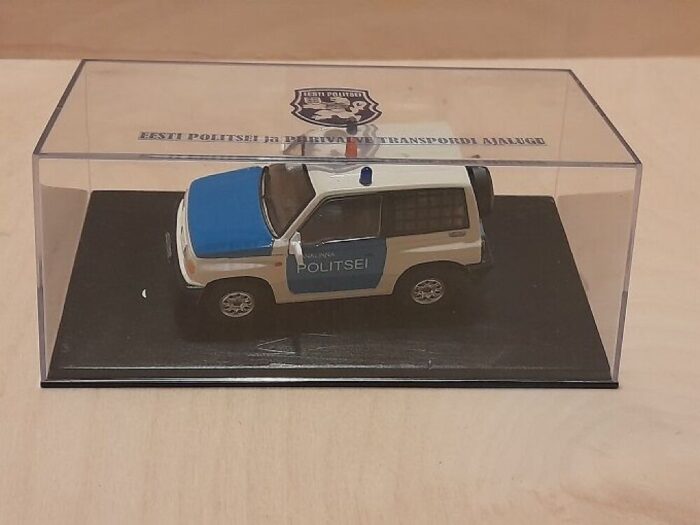 EESTI POLITSEI
EESTI POLITSEI ja PIIRIVALVE TRANSPORDI AJALUGU
POLITSEI